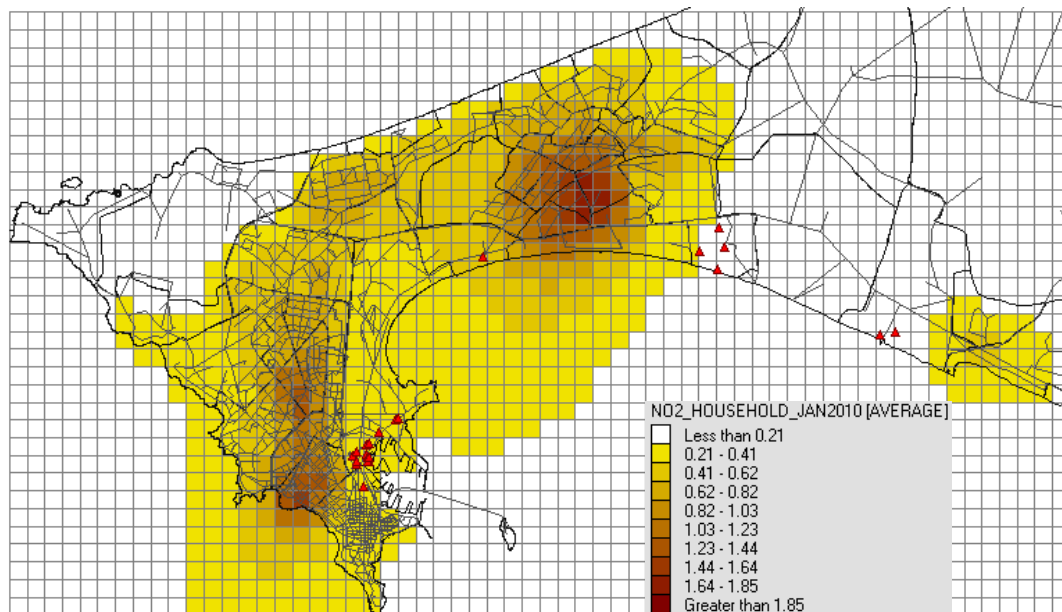 NO2_HOUSEHOLD_JAN2010 [AVERAGE]
Less than 0.21
0.21 - 0.41
0.41 - 0.62
0.62 - 0.82
0.82 - 1.03
1.03 - 1.23
1.23 - 1.44
1.44 - 1.64
1.64 - 1.85
Greater than 1.85